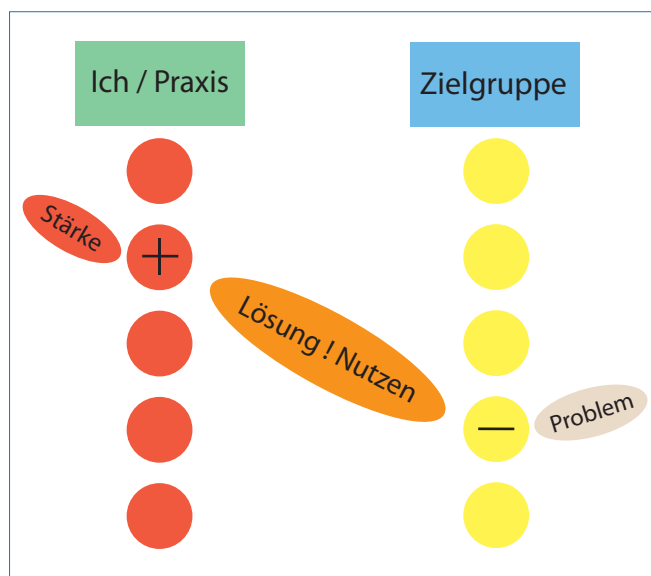 Ich / Praxis
Zielgruppe
Stärke
+
Lösung ! Nutzen
–
Problem